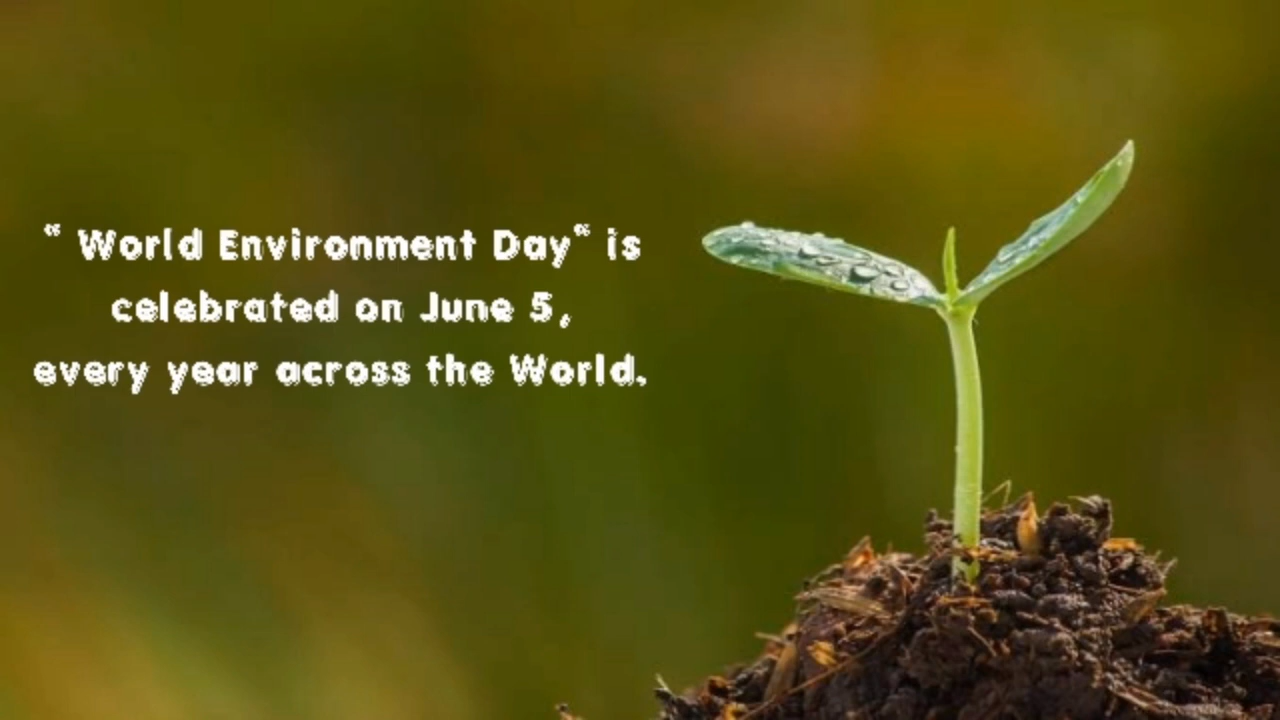 “ World Environment Day“ is
celebrated on June 5,
every year across the World.